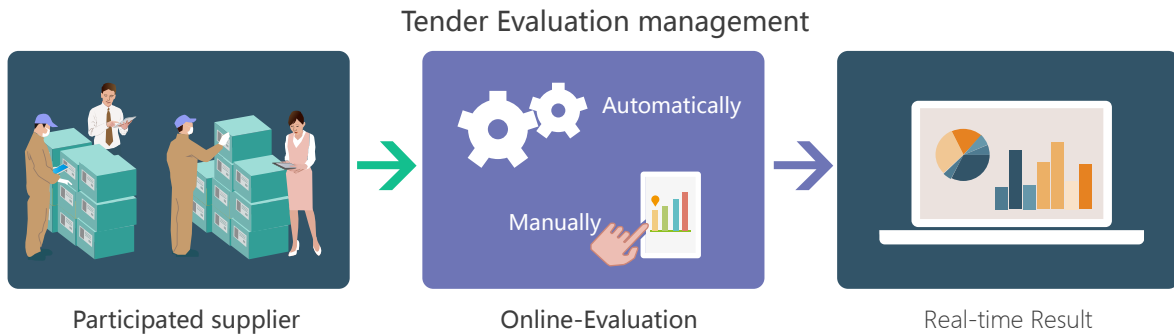 Tender Evaluation management
Automatically
Manually
Participated supplier
Online-Evaluation
Real-time Result